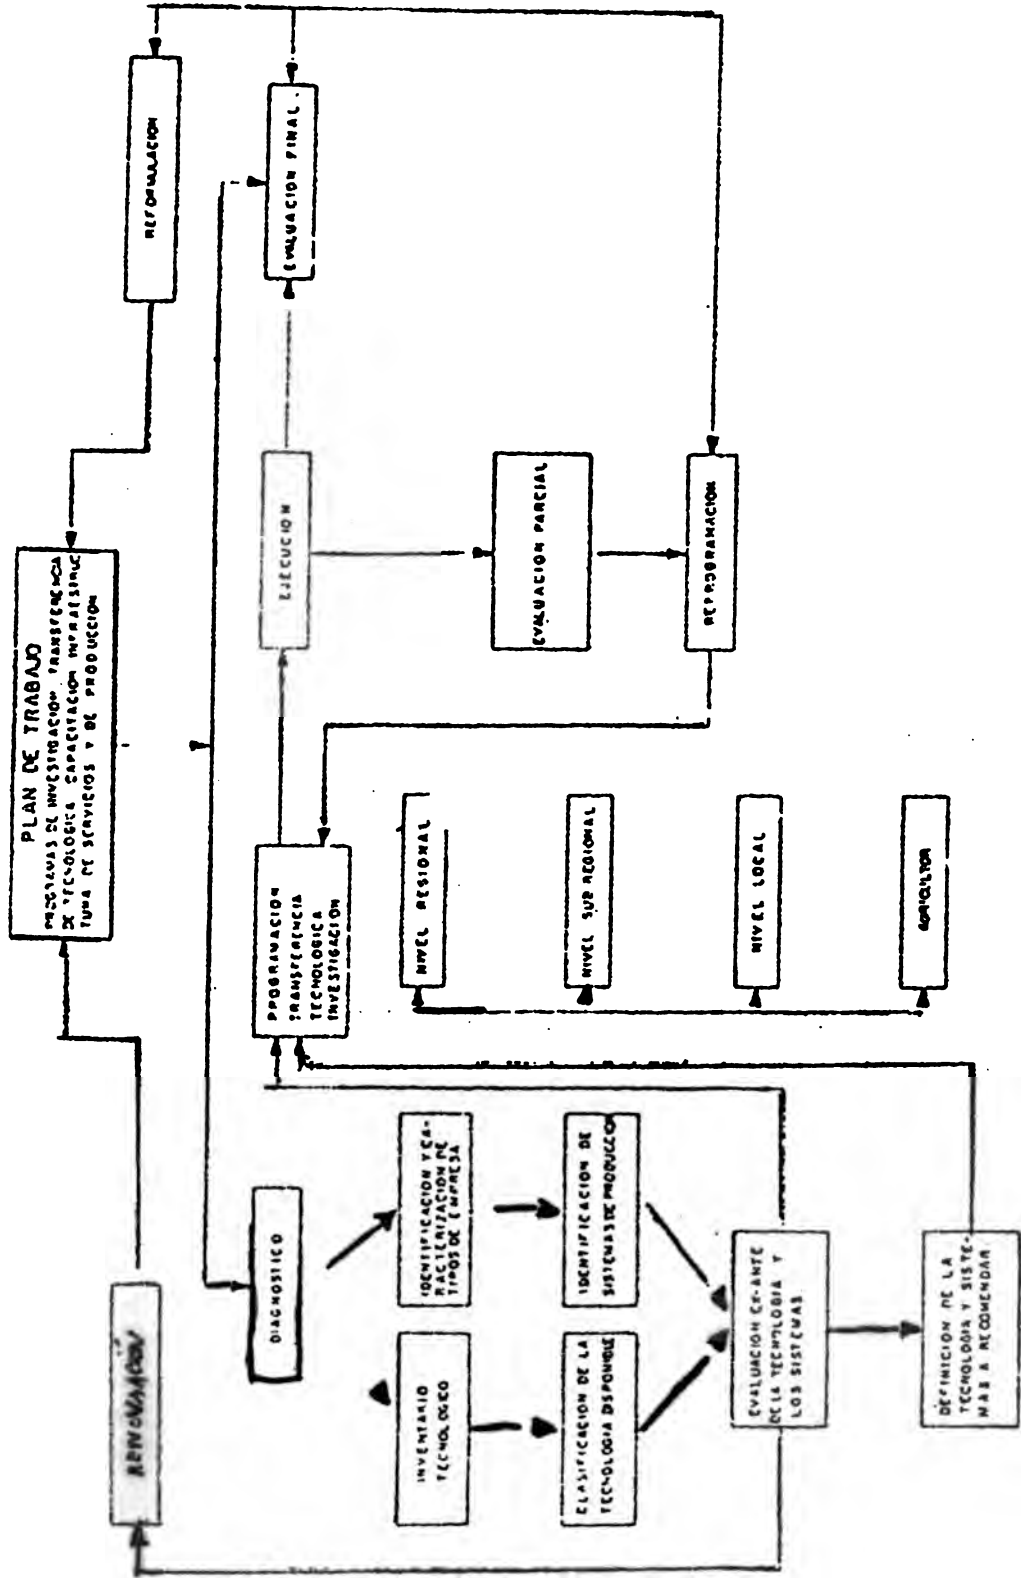 PLAN DE TRABAJO
PROGRAMAS DE INVESTIGACION TRANSFERENCIA
DE TECNOLOGICA CAPACITACION INFRAESTRUC
TURA DE SERVICIOS Y DE PRODUCCION
RENOVACIÓN
REFORMULACION
DIAGNOSTICO
PROGRAMACION
TRANSFERENCIA
TECNOLOGICA
INVESTIGACION
EJECUCION
EVALUACION FINAL.
INVENTARIO
TECNOLOGICO
IDENTIFICACION Y CA-
RACTERIZACION DE
TIPOS DE EMPRESA
NIVEL REGIONAL
CLASIFICACION DE LA
TECNOLOGIA DISPONIBLE
IDENTIFICACION DE
SISTEMAS DE PRODUCCION
NIVEL SUB REGIONAL
EVALUACION PARCIAL
EVALUACION EX-ANTE
DE LA TECNOLOGIA Y
LOS SISTEMAS.
NIVEL LOCAL
REPROGRAMACION
DEFINICION DE LA
TECNOLOGIA Y SISTE-
MAS A RECOMENDAR
AGRICULTOR